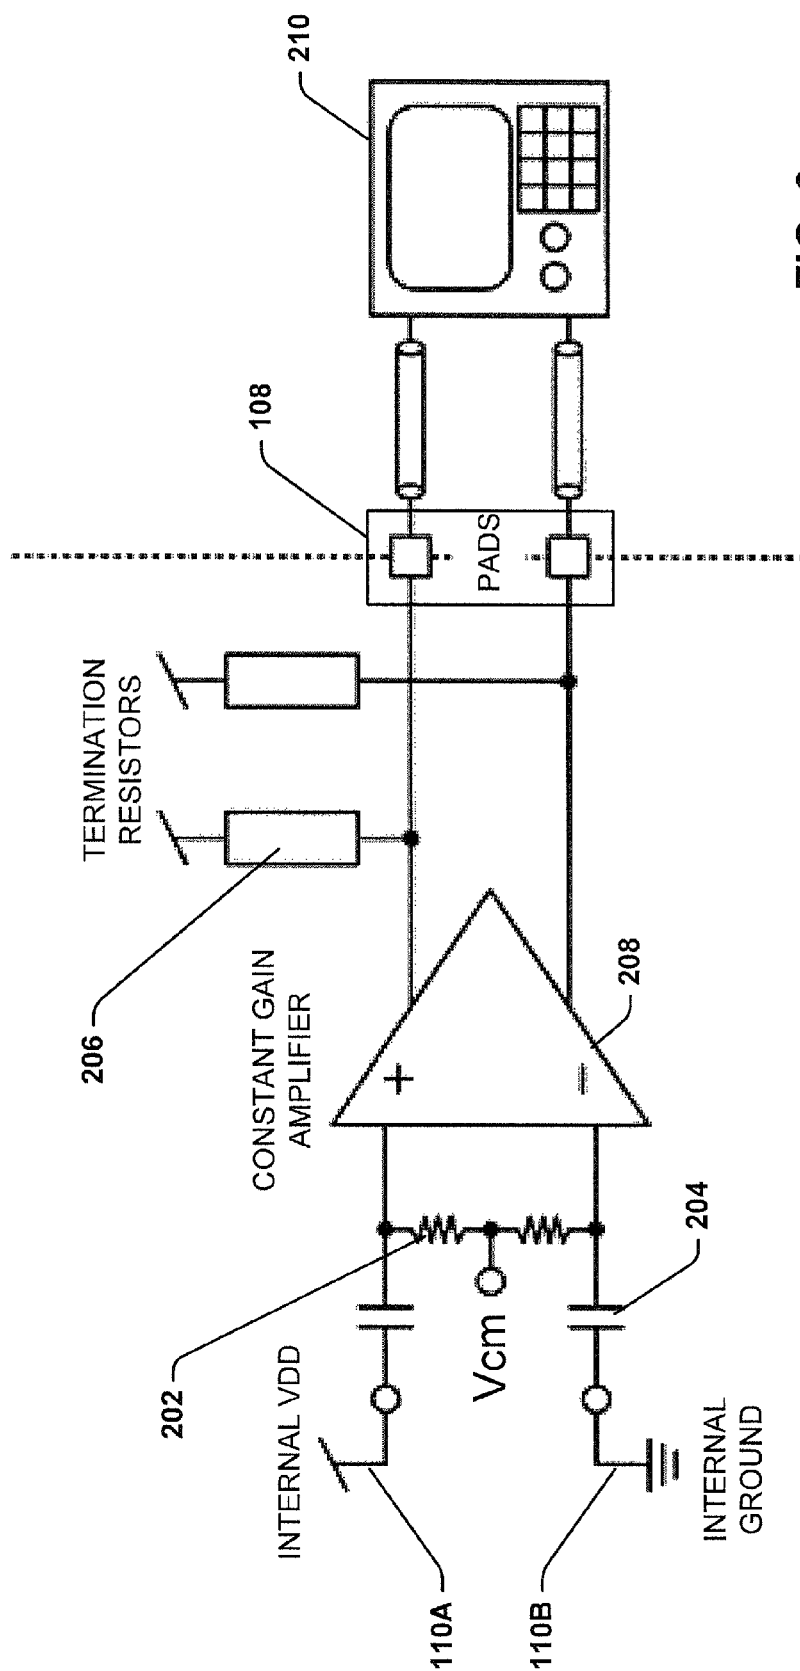 110A
110B
INTERNAL VDD
INTERNAL
GROUND
202
Vcm
204
CONSTANT GAIN
AMPLIFIER
+
–
208
206
TERMINATION
RESISTORS
108
PADS
210